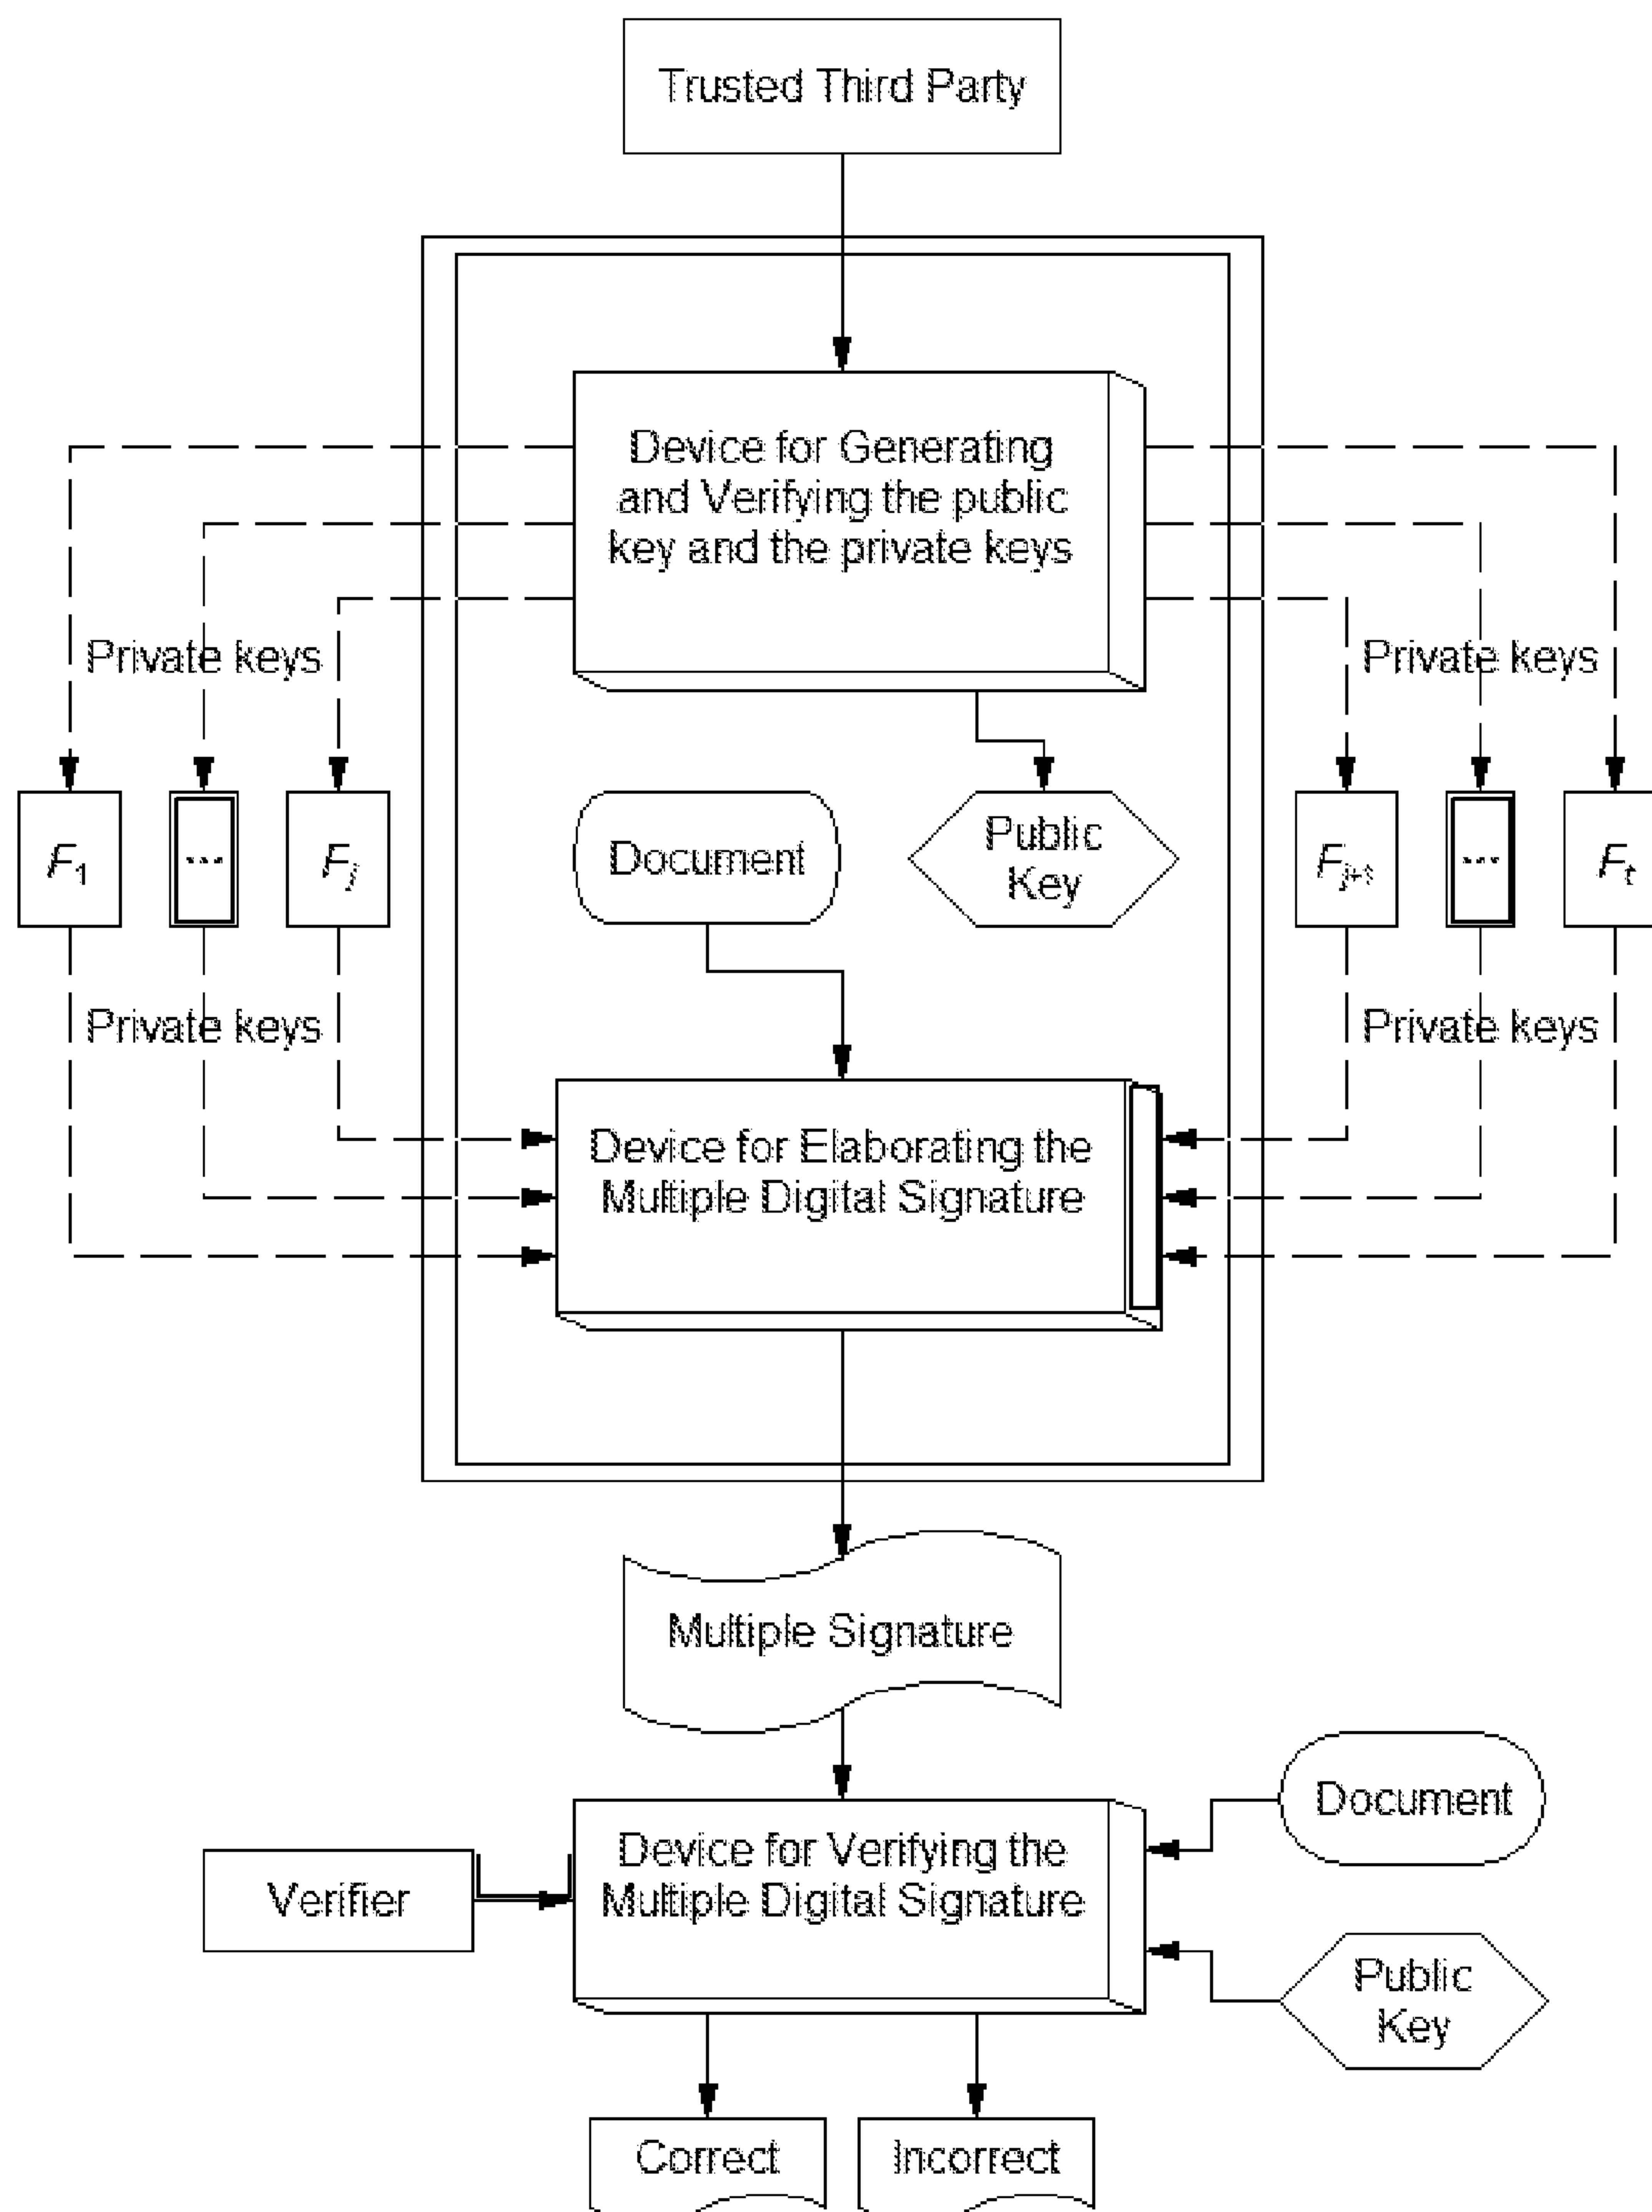 Trusted Third Party
Device for Generating
and Verifying the public
key and the private keys
Private keys
Private keys
F1
...
Fj
Document
Public
Key
Fj+1
...
Ft
Private keys
Private keys
Device for Elaborating the
Multiple Digital Signature
Multiple Signature
Document
Device for Verifying the
Multiple Digital Signature
Verifier
Public
Key
Correct
Incorrect